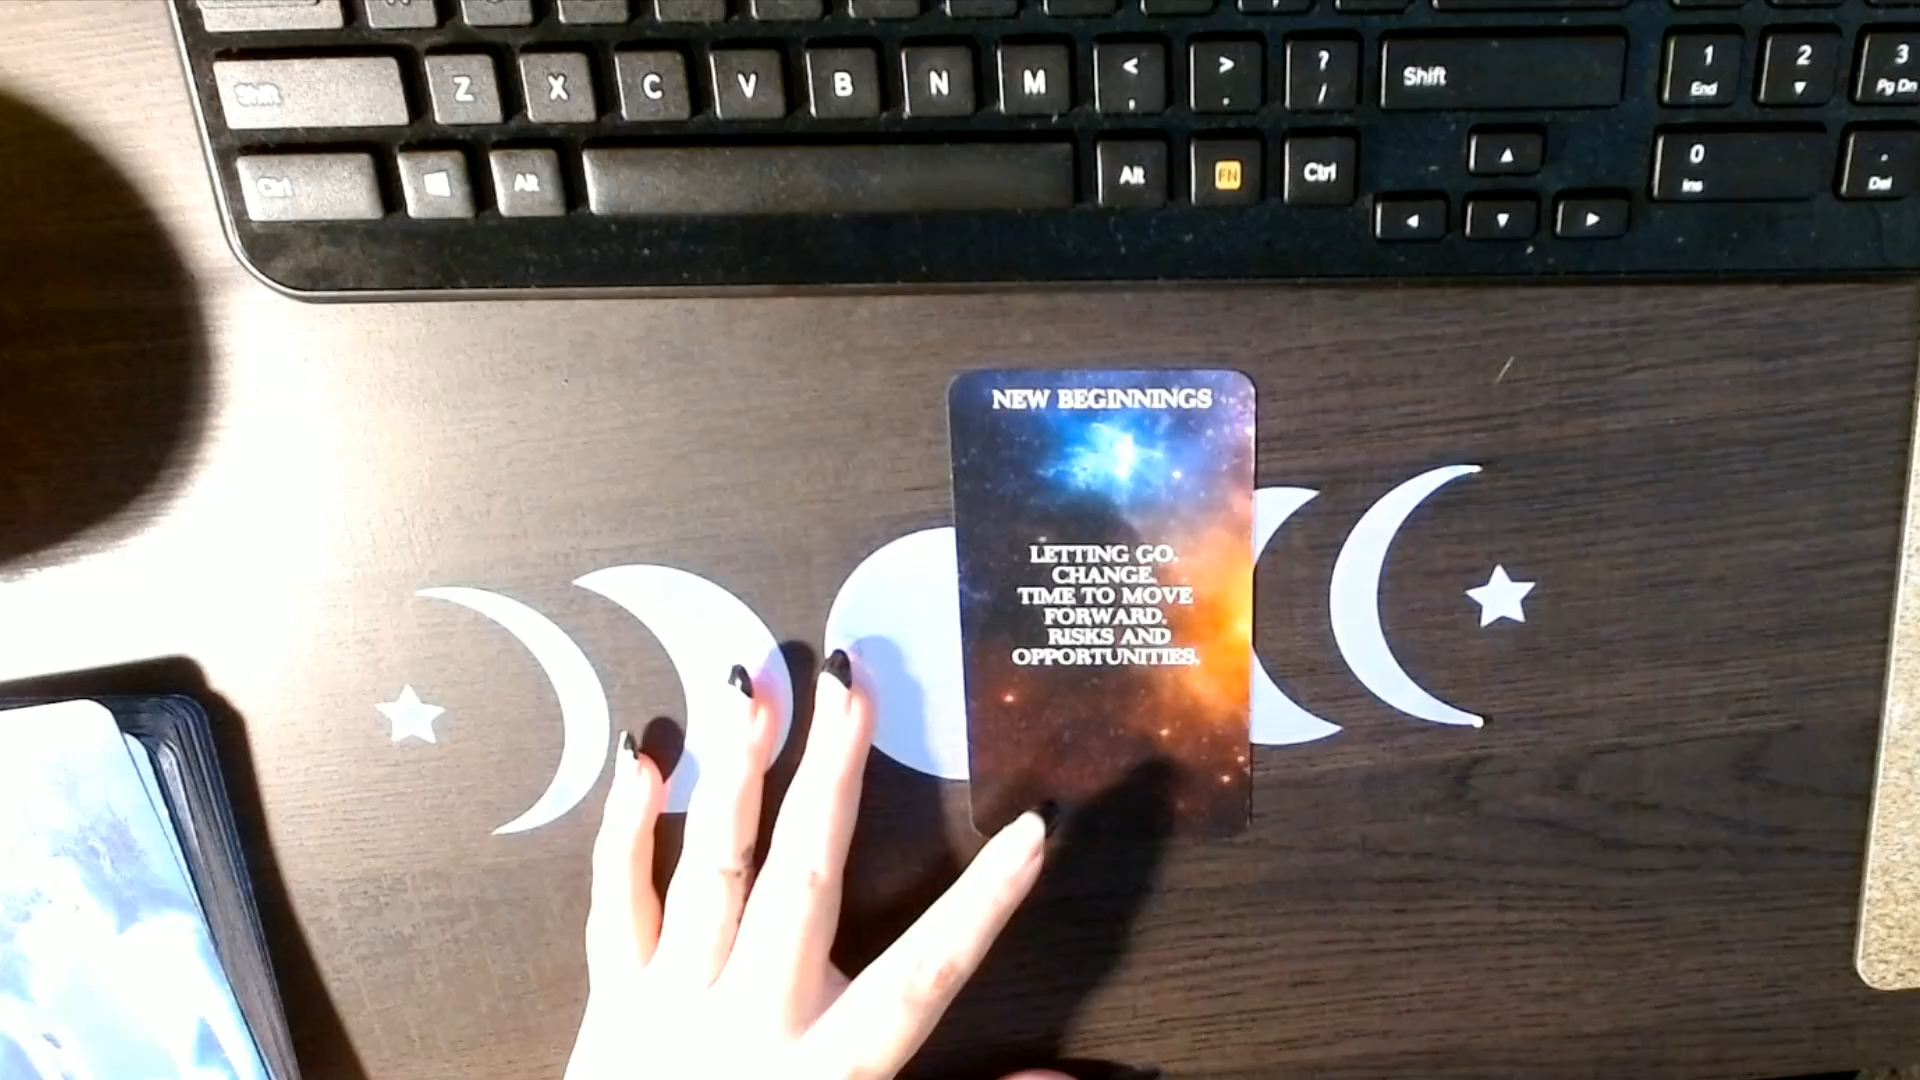 Shift Z X C V B N M < , > . ? / Shift 1 End 2 3 Pg Dn
Ctrl Alt Alt FN Ctrl 0 Ins . Del
NEW BEGINNINGS
LETTING GO.
CHANGE.
TIME TO MOVE
FORWARD.
RISKS AND
OPPORTUNITIES.